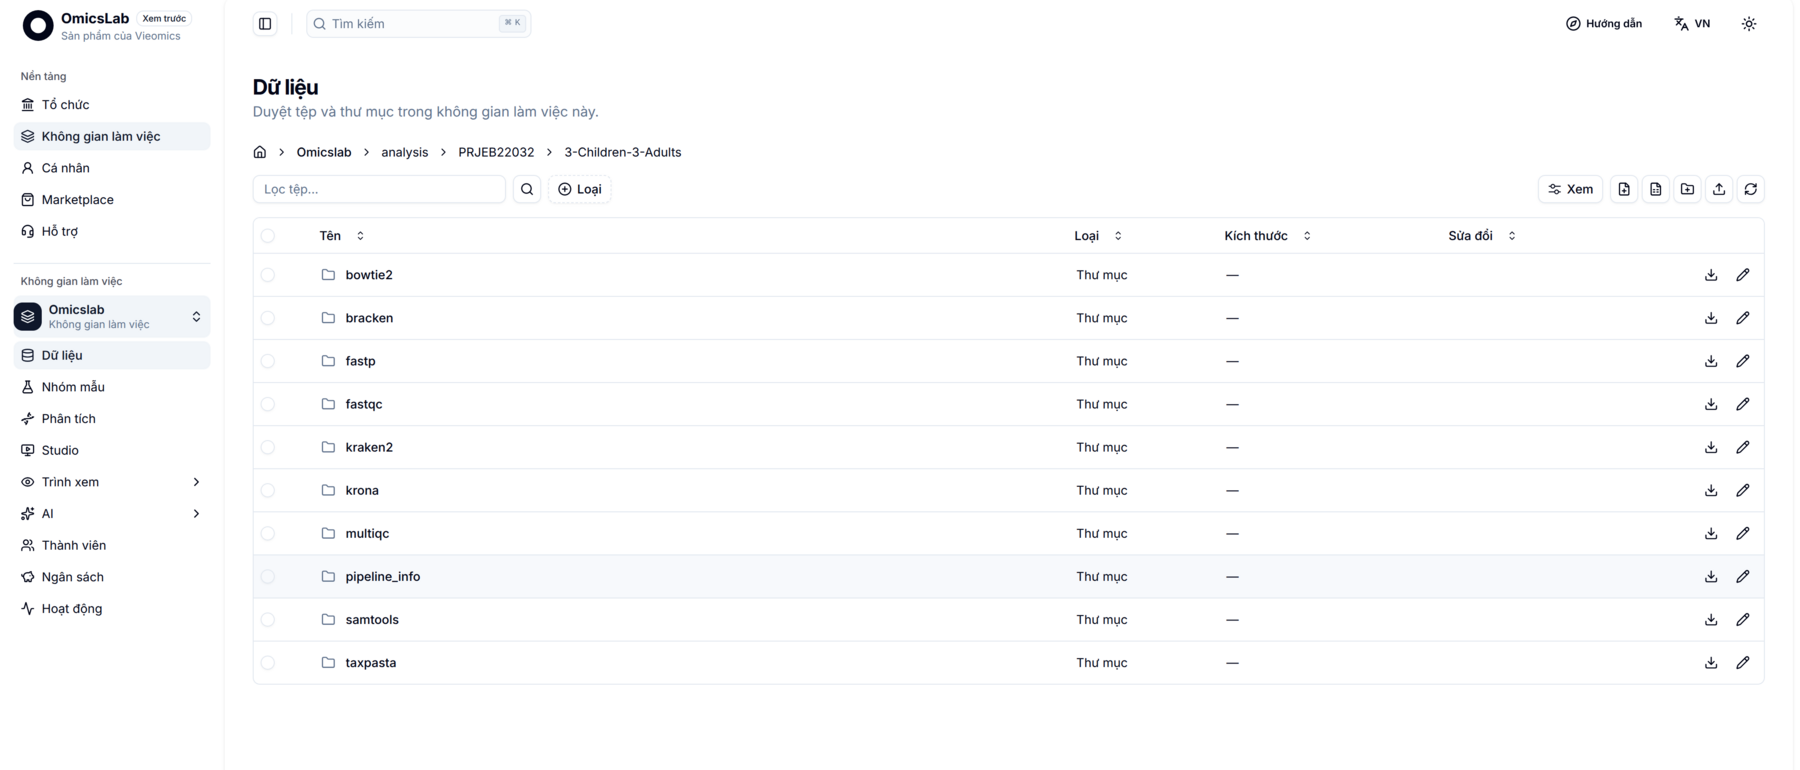 OmicsLab Xem trước
Sản phẩm của Vieomics
Nền tảng
Tổ chức
Không gian làm việc
Cá nhân
Marketplace
Hỗ trợ
Không gian làm việc
Omicslab
Không gian làm việc
Dữ liệu
Nhóm mẫu
Phân tích
Studio
Trình xem
AI
Thành viên
Ngân sách
Hoạt động
Tìm kiếm ⌘ K
Hướng dẫn VN
Dữ liệu
Duyệt tệp và thư mục trong không gian làm việc này.
Omicslab > analysis > PRJEB22032 > 3-Children-3-Adults
Lọc tệp... Loại Xem
Tên Loại Kích thước Sửa đổi
bowtie2 Thư mục —
bracken Thư mục —
fastp Thư mục —
fastqc Thư mục —
kraken2 Thư mục —
krona Thư mục —
multiqc Thư mục —
pipeline_info Thư mục —
samtools Thư mục —
taxpasta Thư mục —